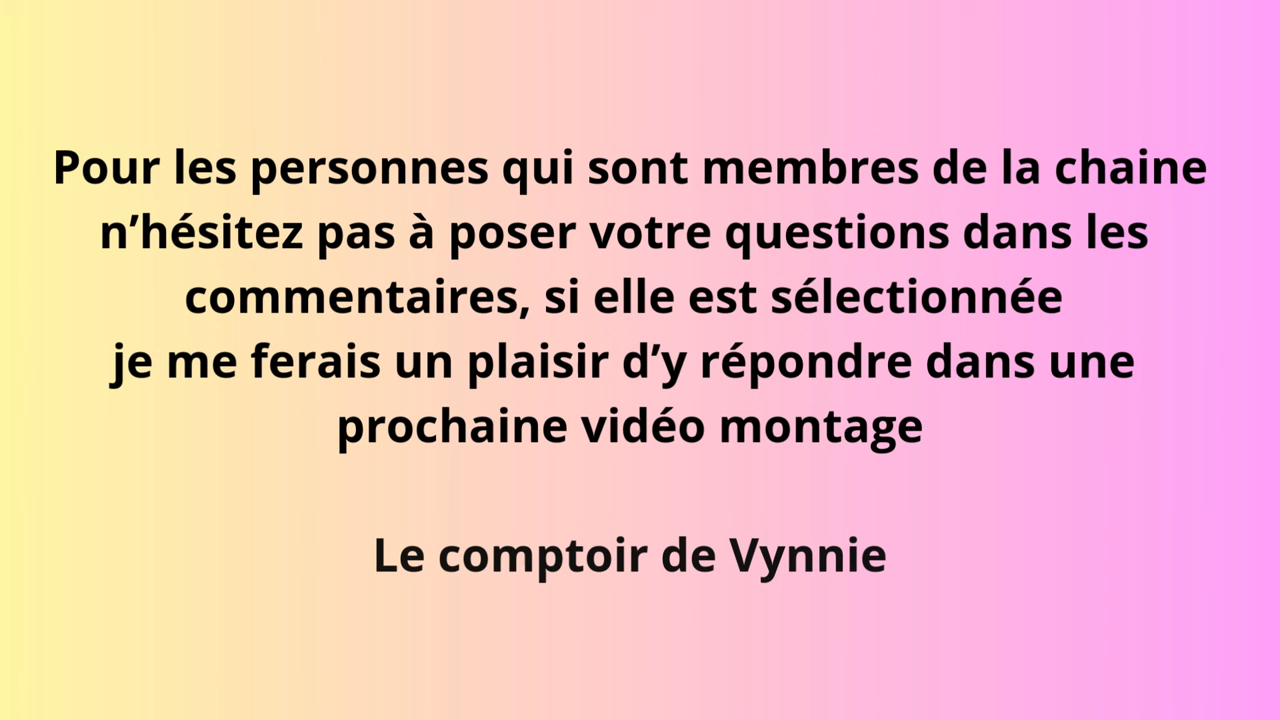 Pour les personnes qui sont membres de la chaine
n’hésitez pas à poser votre questions dans les
commentaires, si elle est sélectionnée
je me ferais un plaisir d’y répondre dans une
prochaine vidéo montage
Le comptoir de Vynnie